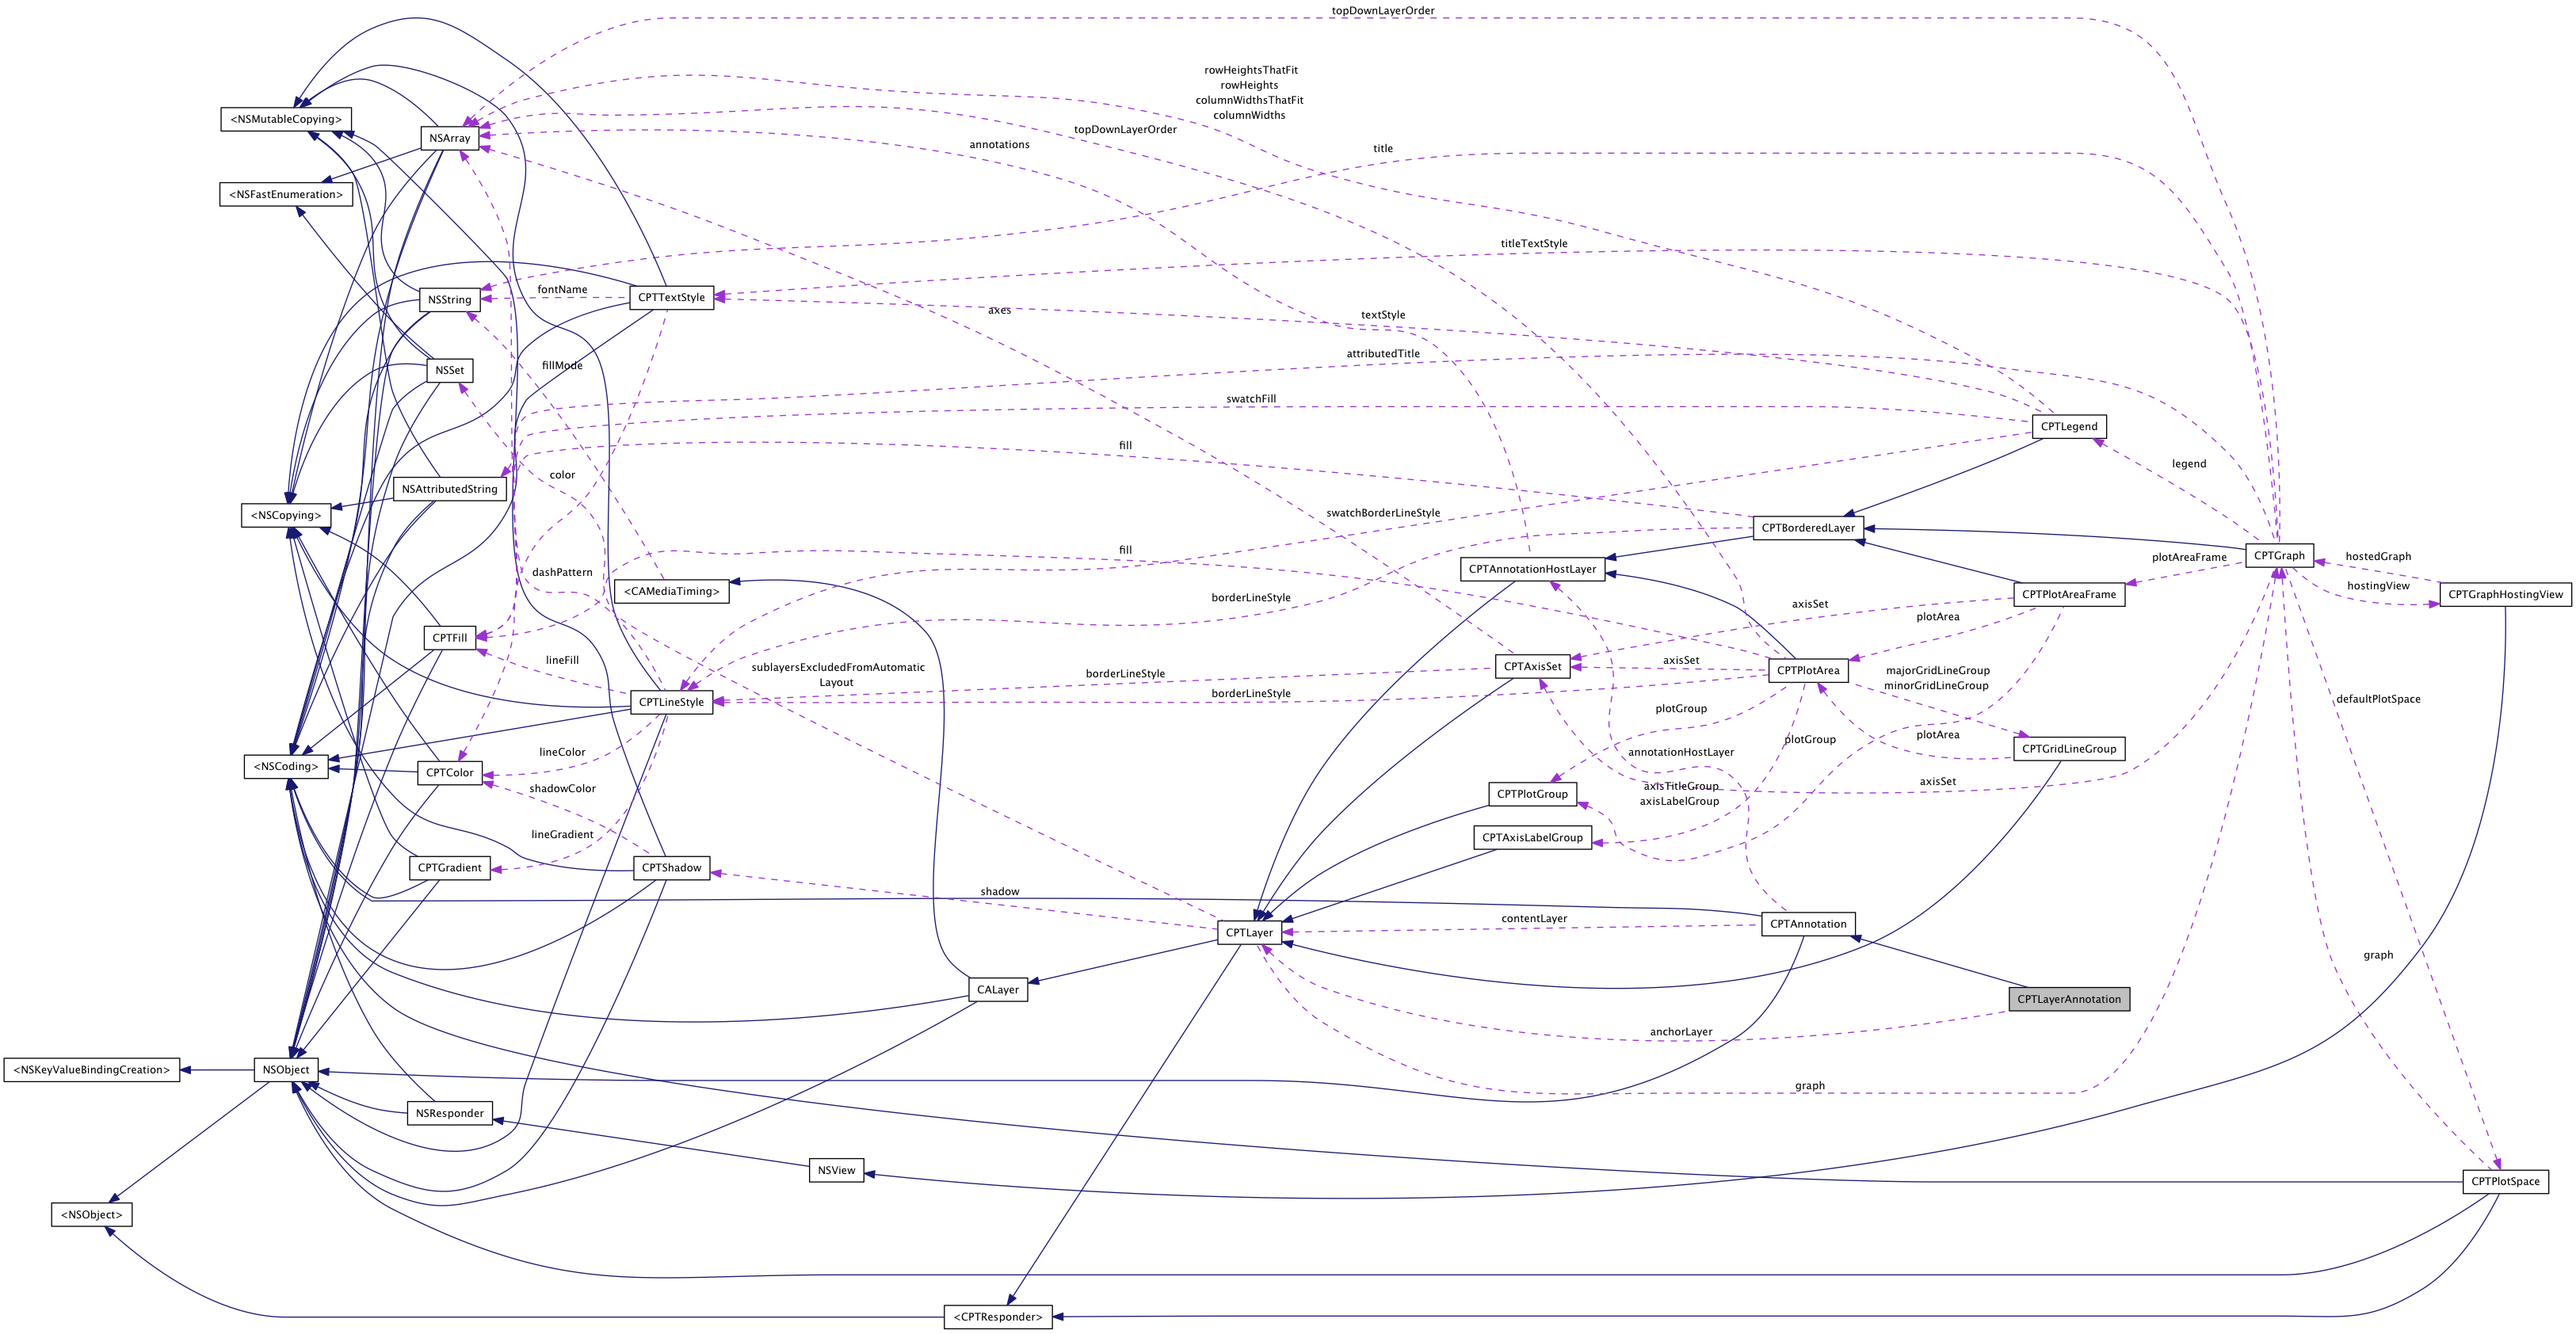 topDownLayerOrder
rowHeightsThatFit
rowHeights
columnWidthsThatFit
columnWidths
<NSMutableCopying>
NSArray
topDownLayerOrder
annotations
title
<NSFastEnumeration>
titleTextStyle
fontName
NSString
CPTTextStyle
axes
textStyle
attributedTitle
fillMode
NSSet
swatchFill
CPTLegend
fill
legend
color
NSAttributedString
swatchBorderLineStyle
<NSCopying>
CPTBorderedLayer
fill
CPTGraph
hostedGraph
plotAreaFrame
dashPattern
CPTAnnotationHostLayer
hostingView
<CAMediaTiming>
borderLineStyle
axisSet
CPTPlotAreaFrame
CPTGraphHostingView
plotArea
CPTFill
lineFill
sublayersExcludedFromAutomatic
Layout
borderLineStyle
CPTAxisSet
axisSet
CPTPlotArea
majorGridLineGroup
minorGridLineGroup
CPTLineStyle
borderLineStyle
defaultPlotSpace
plotGroup
plotGroup
plotArea
CPTGridLineGroup
lineColor
annotationHostLayer
<NSCoding>
CPTColor
shadowColor
CPTPlotGroup
axisTitleGroup
axisLabelGroup
axisSet
lineGradient
CPTAxisLabelGroup
CPTGradient
CPTShadow
shadow
contentLayer
CPTAnnotation
CPTLayer
graph
CALayer
CPTLayerAnnotation
anchorLayer
<NSKeyValueBindingCreation>
NSObject
graph
NSResponder
NSView
CPTPlotSpace
<NSObject>
<CPTResponder>